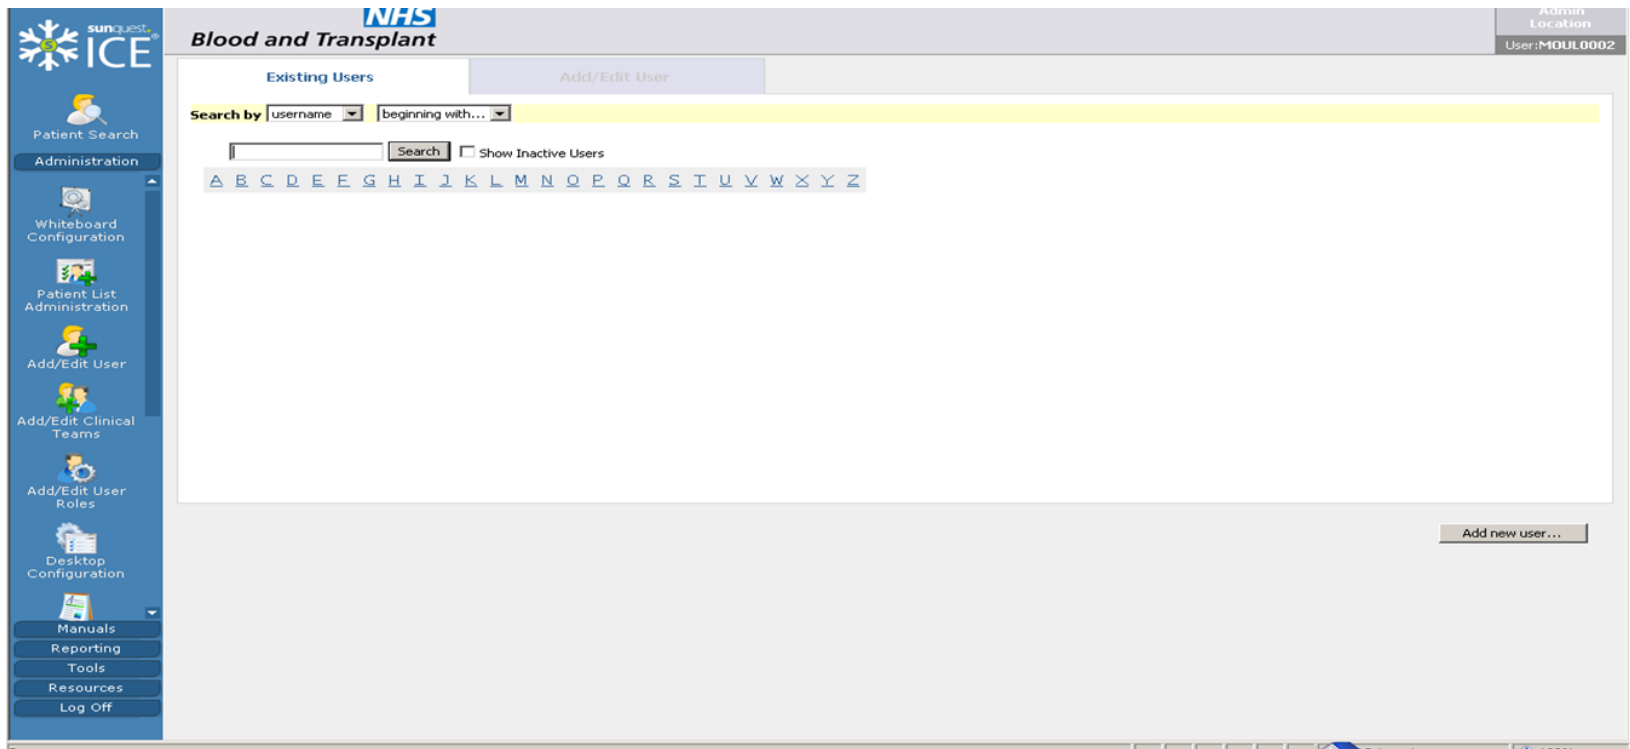 sunquest.
ICE
NHS
Blood and Transplant
Admin
Location
User:MOUL0002
Existing Users
Add/Edit User
Search by username beginning with...
Search Show Inactive Users
A B C D E F G H I J K L M N O P Q R S T U V W X Y Z
Add new user...
Patient Search
Administration
Whiteboard
Configuration
Patient List
Administration
Add/Edit User
Add/Edit Clinical
Teams
Add/Edit User
Roles
Desktop
Configuration
Manuals
Reporting
Tools
Resources
Log Off